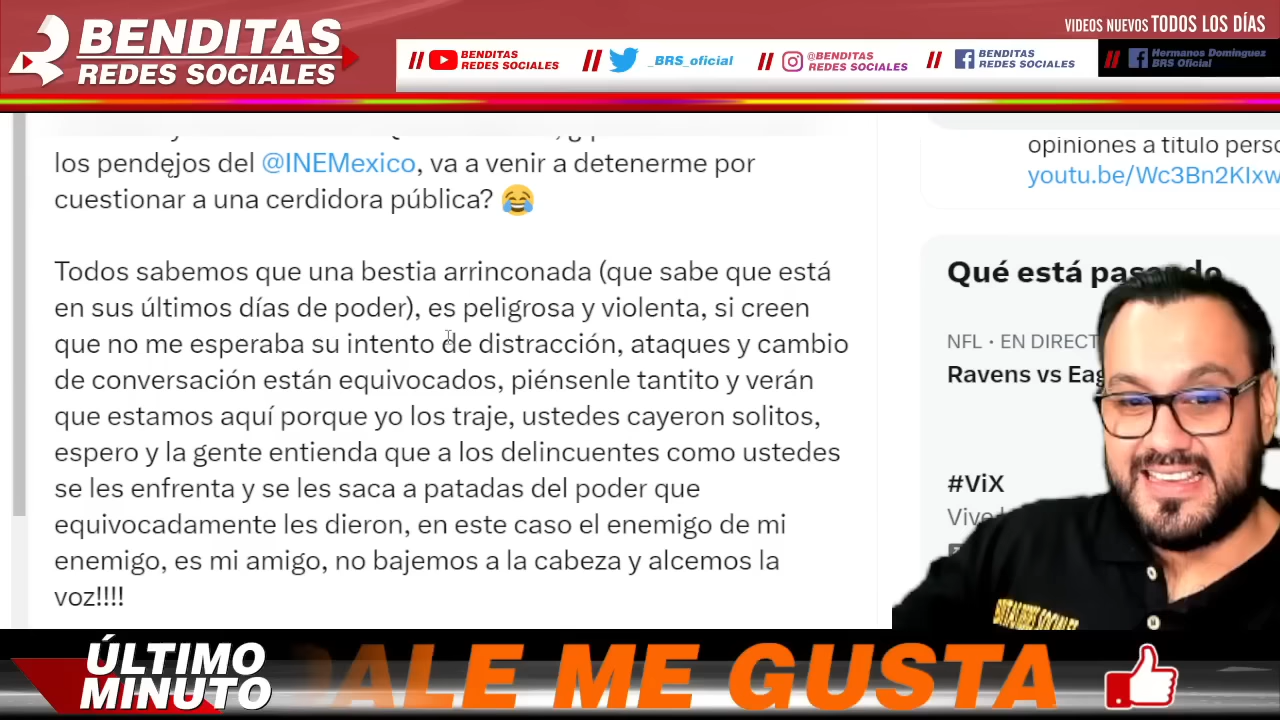 BENDITAS
REDES SOCIALES
VIDEOS NUEVOS TODOS LOS DÍAS
// BENDITAS
REDES SOCIALES
// _BRS_oficial
// @BENDITAS
REDES SOCIALES
// BENDITAS
REDES SOCIALES
// Hermanos Dominguez
BRS Oficial
los pendejos del @INEMexico, va a venir a detenerme por
cuestionar a una cerdidora pública? 😂
Todos sabemos que una bestia arrinconada (que sabe que está
en sus últimos días de poder), es peligrosa y violenta, si creen
que no me esperaba su intento de distracción, ataques y cambio
de conversación están equivocados, piénsenle tantito y verán
que estamos aquí porque yo los traje, ustedes cayeron solitos,
espero y la gente entienda que a los delincuentes como ustedes
se les enfrenta y se les saca a patadas del poder que
equivocadamente les dieron, en este caso el enemigo de mi
enemigo, es mi amigo, no bajemos a la cabeza y alcemos la
voz!!!!
opiniones a título perso
youtu.be/Wc3Bn2KIxw
Qué está pasando
NFL · EN DIRECT
Ravens vs Eag
#ViX
BENDITAS REDES SOCIALES
ÚLTIMO
MINUTO
DALE ME GUSTA